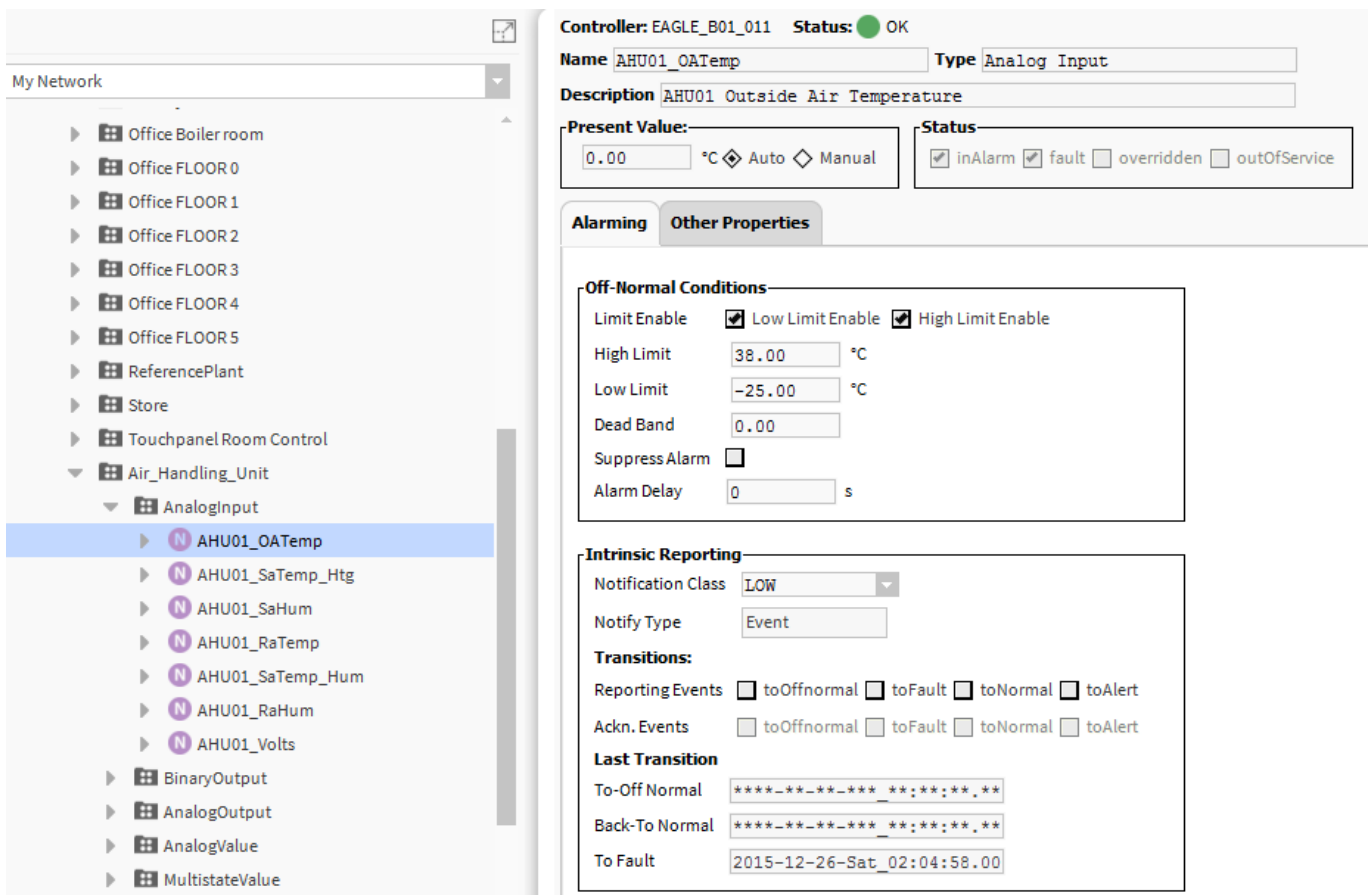 My Network
Office Boiler room
Office FLOOR 0
Office FLOOR 1
Office FLOOR 2
Office FLOOR 3
Office FLOOR 4
Office FLOOR 5
ReferencePlant
Store
Touchpanel Room Control
Air_Handling_Unit
AnalogInput
N AHU01_OATemp
N AHU01_SaTemp_Htg
N AHU01_SaHum
N AHU01_RaTemp
N AHU01_SaTemp_Hum
N AHU01_RaHum
N AHU01_Volts
BinaryOutput
AnalogOutput
AnalogValue
MultistateValue
Controller: EAGLE_B01_011 Status: OK
Name AHU01_OATemp Type Analog Input
Description AHU01 Outside Air Temperature
Present Value:
0.00 °C Auto Manual
Status
inAlarm fault overridden outOfService
Alarming Other Properties
Off-Normal Conditions
Limit Enable Low Limit Enable High Limit Enable
High Limit 38.00 °C
Low Limit -25.00 °C
Dead Band 0.00
Suppress Alarm
Alarm Delay 0 s
Intrinsic Reporting
Notification Class LOW
Notify Type Event
Transitions:
Reporting Events toOffnormal toFault toNormal toAlert
Ackn. Events toOffnormal toFault toNormal toAlert
Last Transition
To-Off Normal ****-**-**-***_**:**:**.**
Back-To Normal ****-**-**-***_**:**:**.**
To Fault 2015-12-26-Sat_02:04:58.00